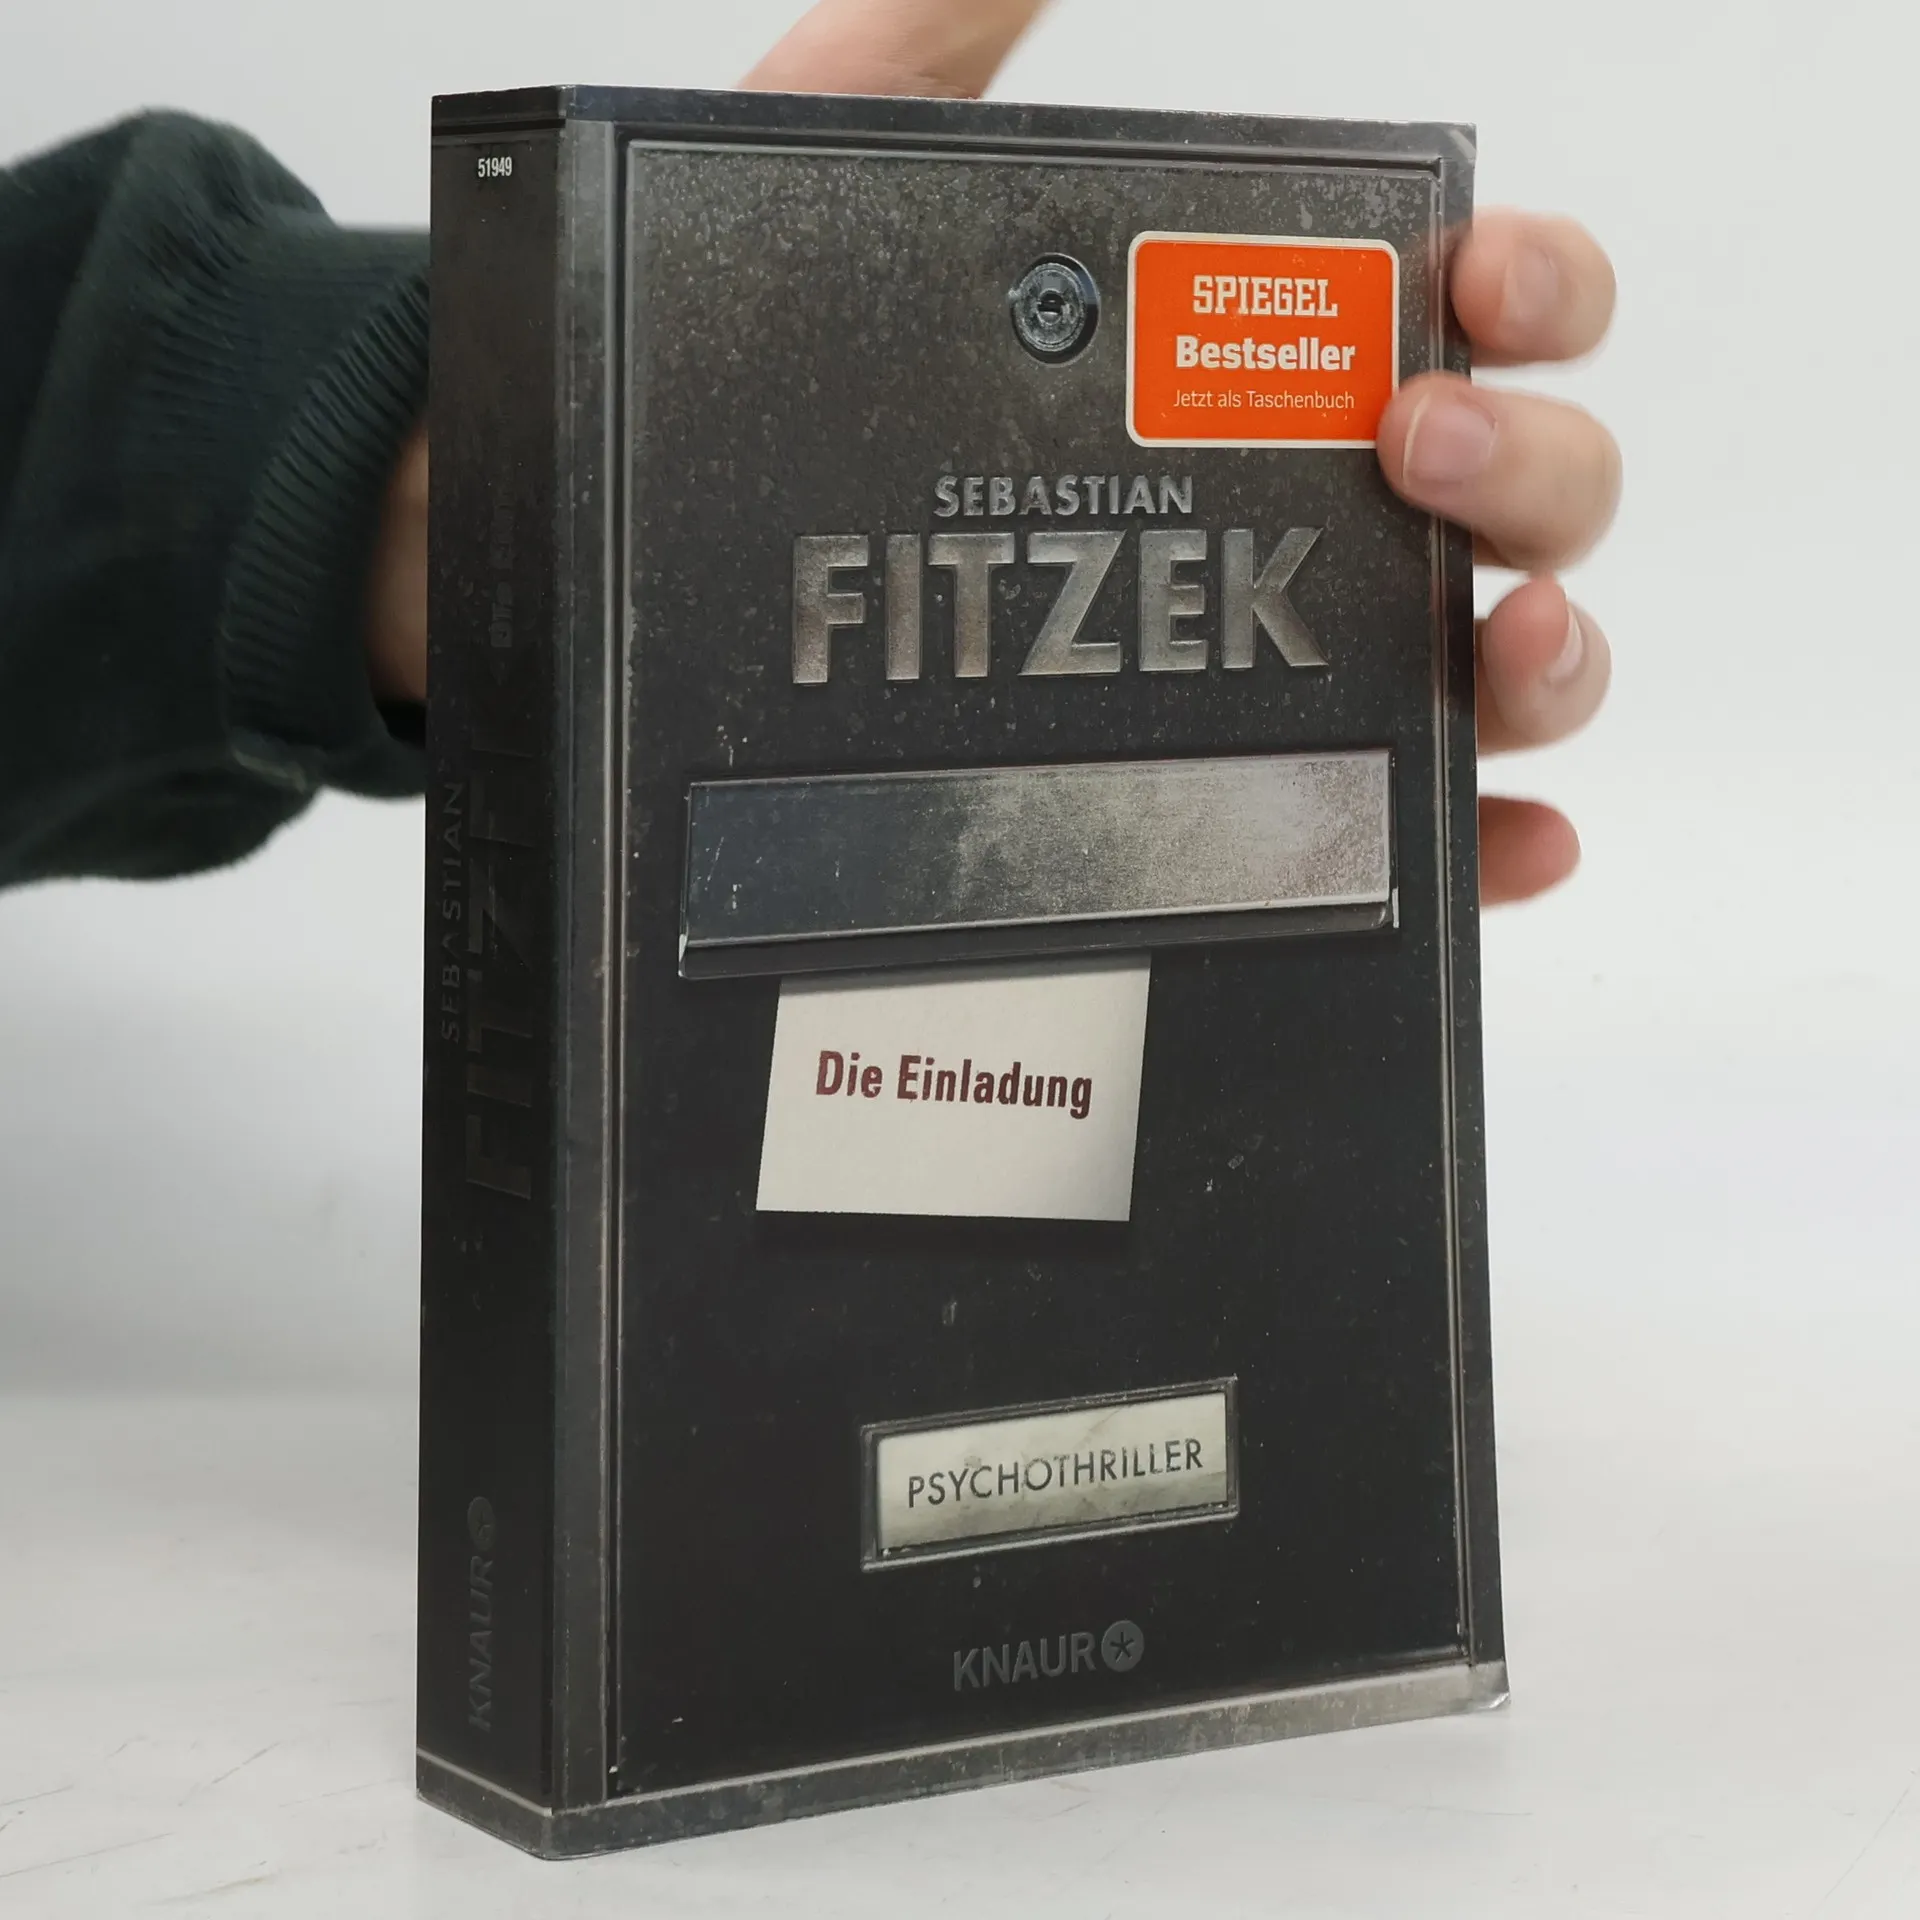 51949
SPIEGEL
Bestseller
Jetzt als Taschenbuch
SEBASTIAN
FITZEK
Die Einladung
PSYCHOTHRILLER
KNAUR
SEBASTIAN
FITZEK
KNAUR